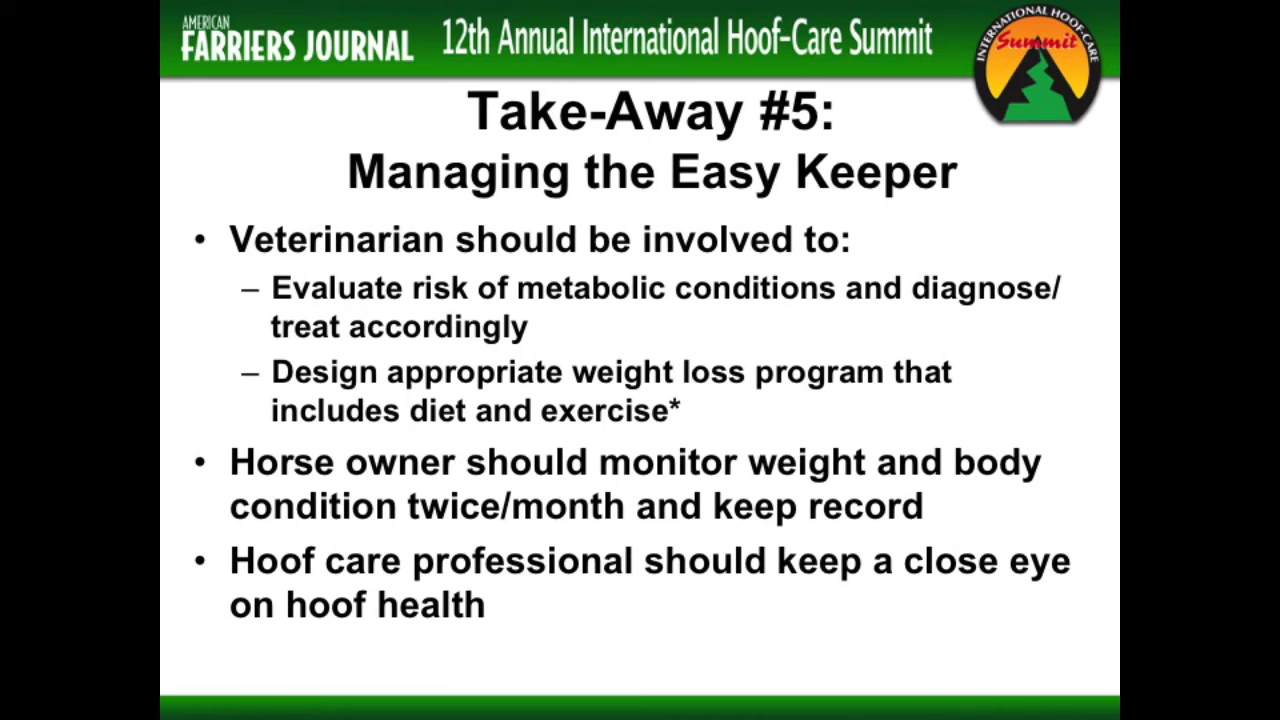 AMERICAN
FARRIERS JOURNAL
12th Annual International Hoof-Care Summit
INTERNATIONAL HOOF-CARE
Summit
Take-Away #5:
Managing the Easy Keeper
• Veterinarian should be involved to:
– Evaluate risk of metabolic conditions and diagnose/
treat accordingly
– Design appropriate weight loss program that
includes diet and exercise*
• Horse owner should monitor weight and body
condition twice/month and keep record
• Hoof care professional should keep a close eye
on hoof health